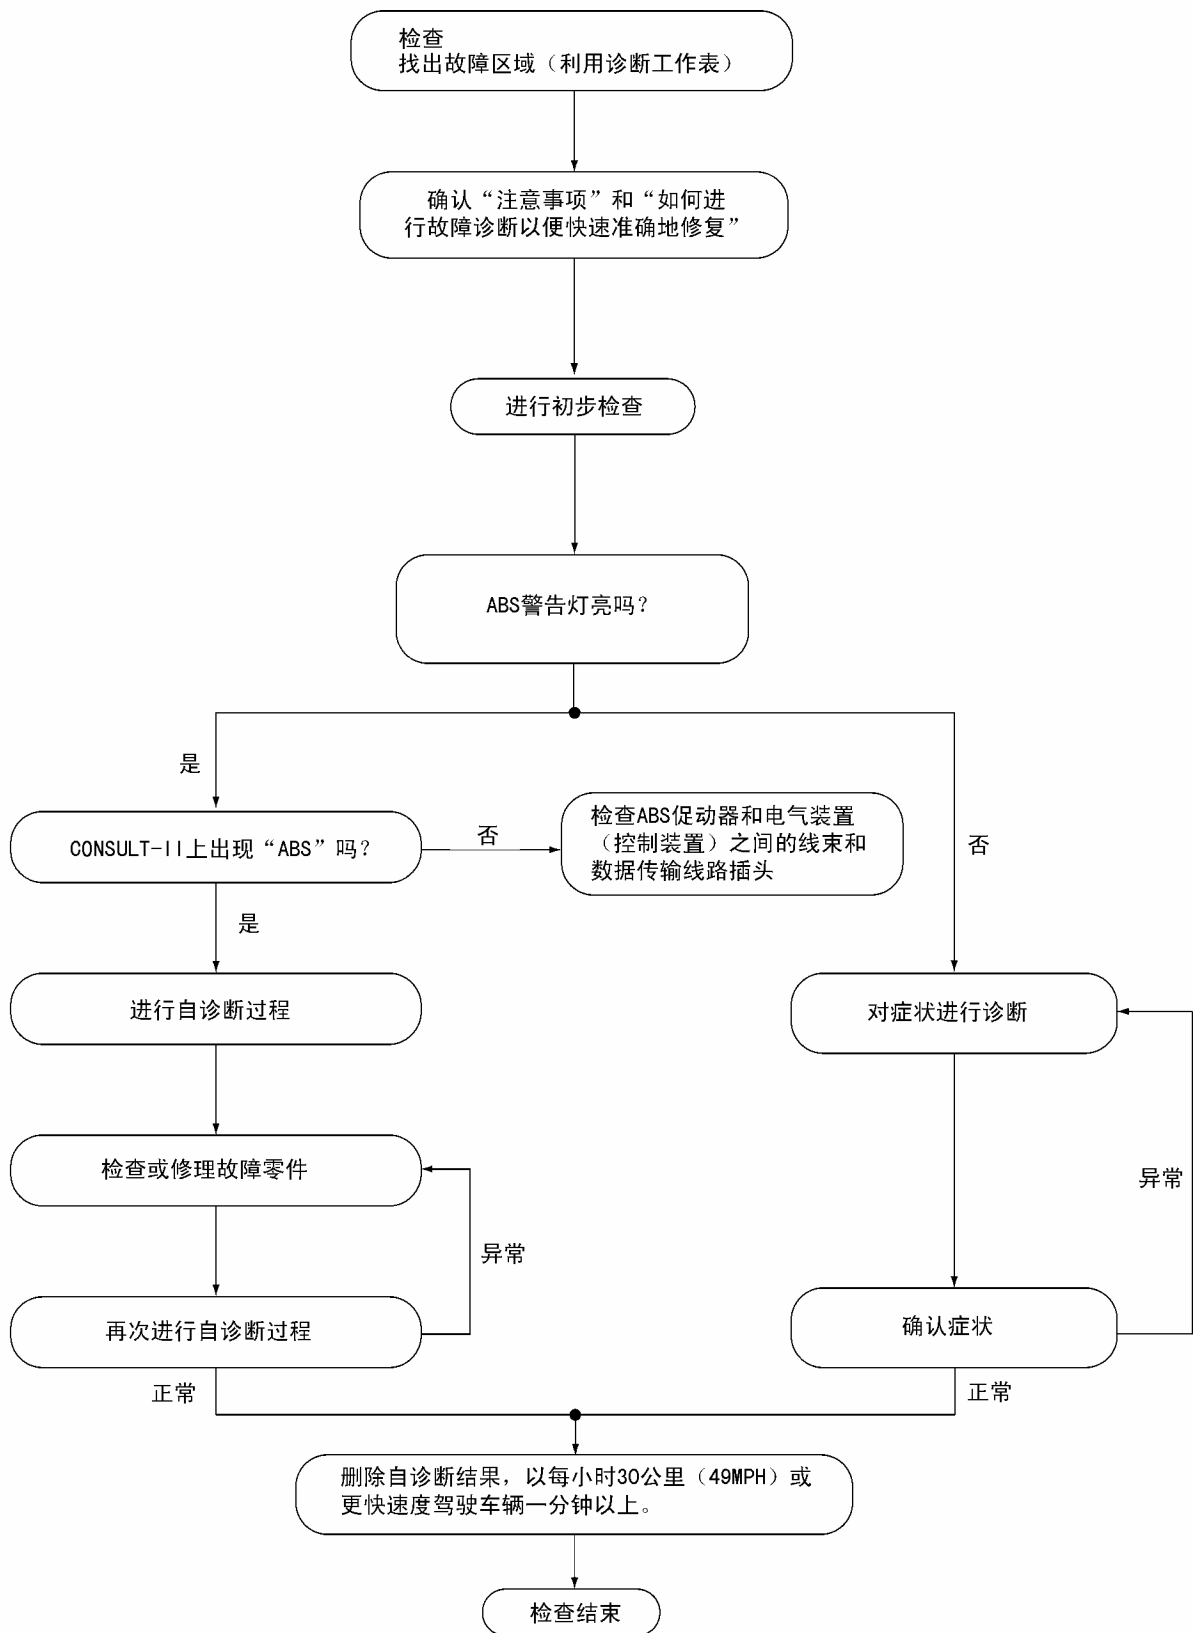 检查
找出故障区域（利用诊断工作表）
确认“注意事项”和“如何进
行故障诊断以便快速准确地修复”
进行初步检查
ABS警告灯亮吗？
是
CONSULT-II上出现“ABS”吗？
否
检查ABS促动器和电气装置
（控制装置）之间的线束和
数据传输线路插头
否
是
进行自诊断过程
对症状进行诊断
检查或修理故障零件
异常
异常
再次进行自诊断过程
确认症状
正常
正常
删除自诊断结果，以每小时30公里（49MPH）或
更快速度驾驶车辆一分钟以上。
检查结束